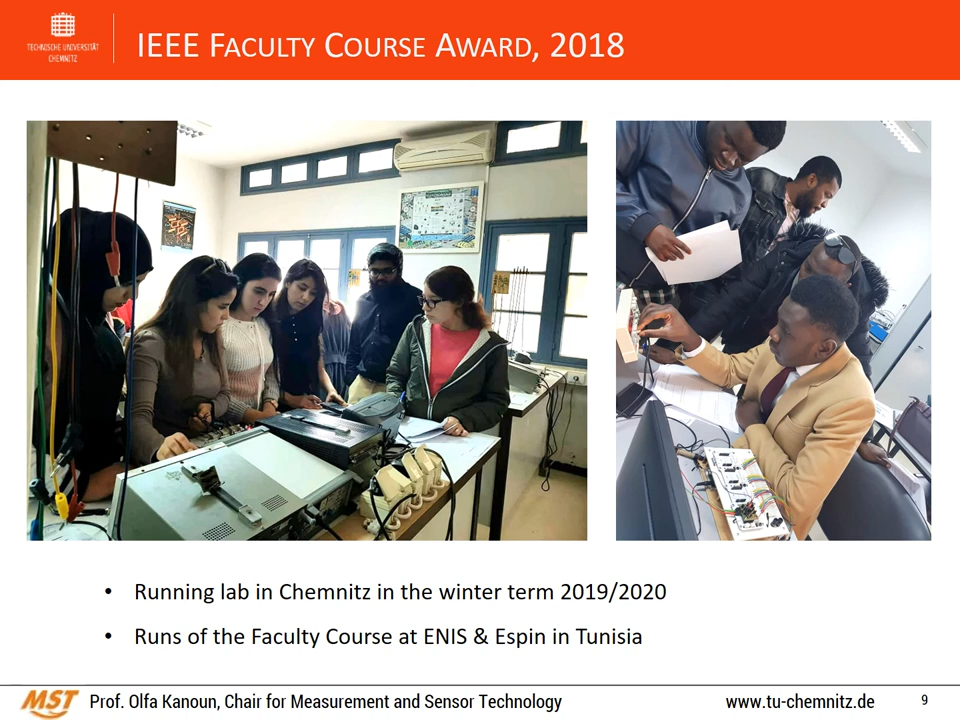 TECHNISCHE UNIVERSITÄT
CHEMNITZ
IEEE FACULTY COURSE AWARD, 2018
• Running lab in Chemnitz in the winter term 2019/2020
• Runs of the Faculty Course at ENIS & Espin in Tunisia
MST Prof. Olfa Kanoun, Chair for Measurement and Sensor Technology www.tu-chemnitz.de 9